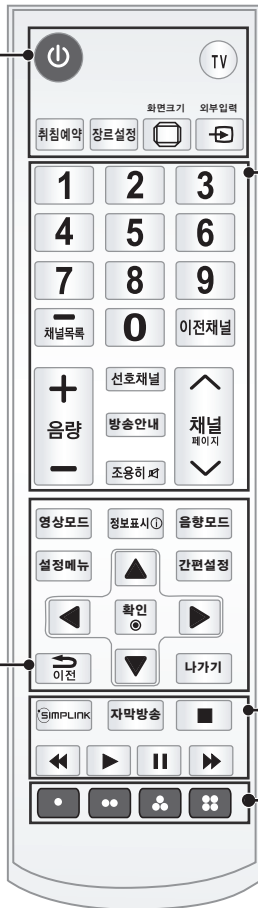 TV
화면크기 외부입력
취침예약 장르설정
1 2 3
4 5 6
7 8 9
채널목록 0 이전채널
+ 선호채널
음량 방송안내 채널
페이지
- 조용히
영상모드 정보표시ⓘ 음향모드
설정메뉴 간편설정
확인
이전 나가기
SIMPLINK 자막방송